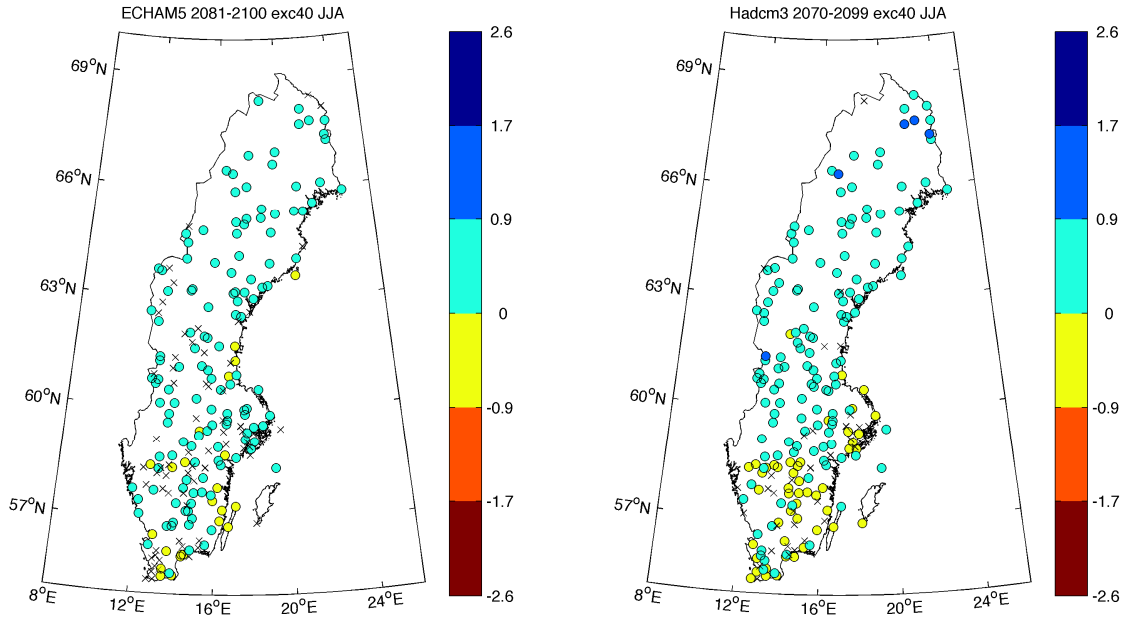 ECHAM5 2081-2100 exc40 JJA
69°N
66°N
63°N
60°N
57°N
8°E
12°E
16°E
20°E
24°E
2.6
1.7
0.9
0
-0.9
-1.7
-2.6
Hadcm3 2070-2099 exc40 JJA
69°N
66°N
63°N
60°N
57°N
8°E
12°E
16°E
20°E
24°E
2.6
1.7
0.9
0
-0.9
-1.7
-2.6